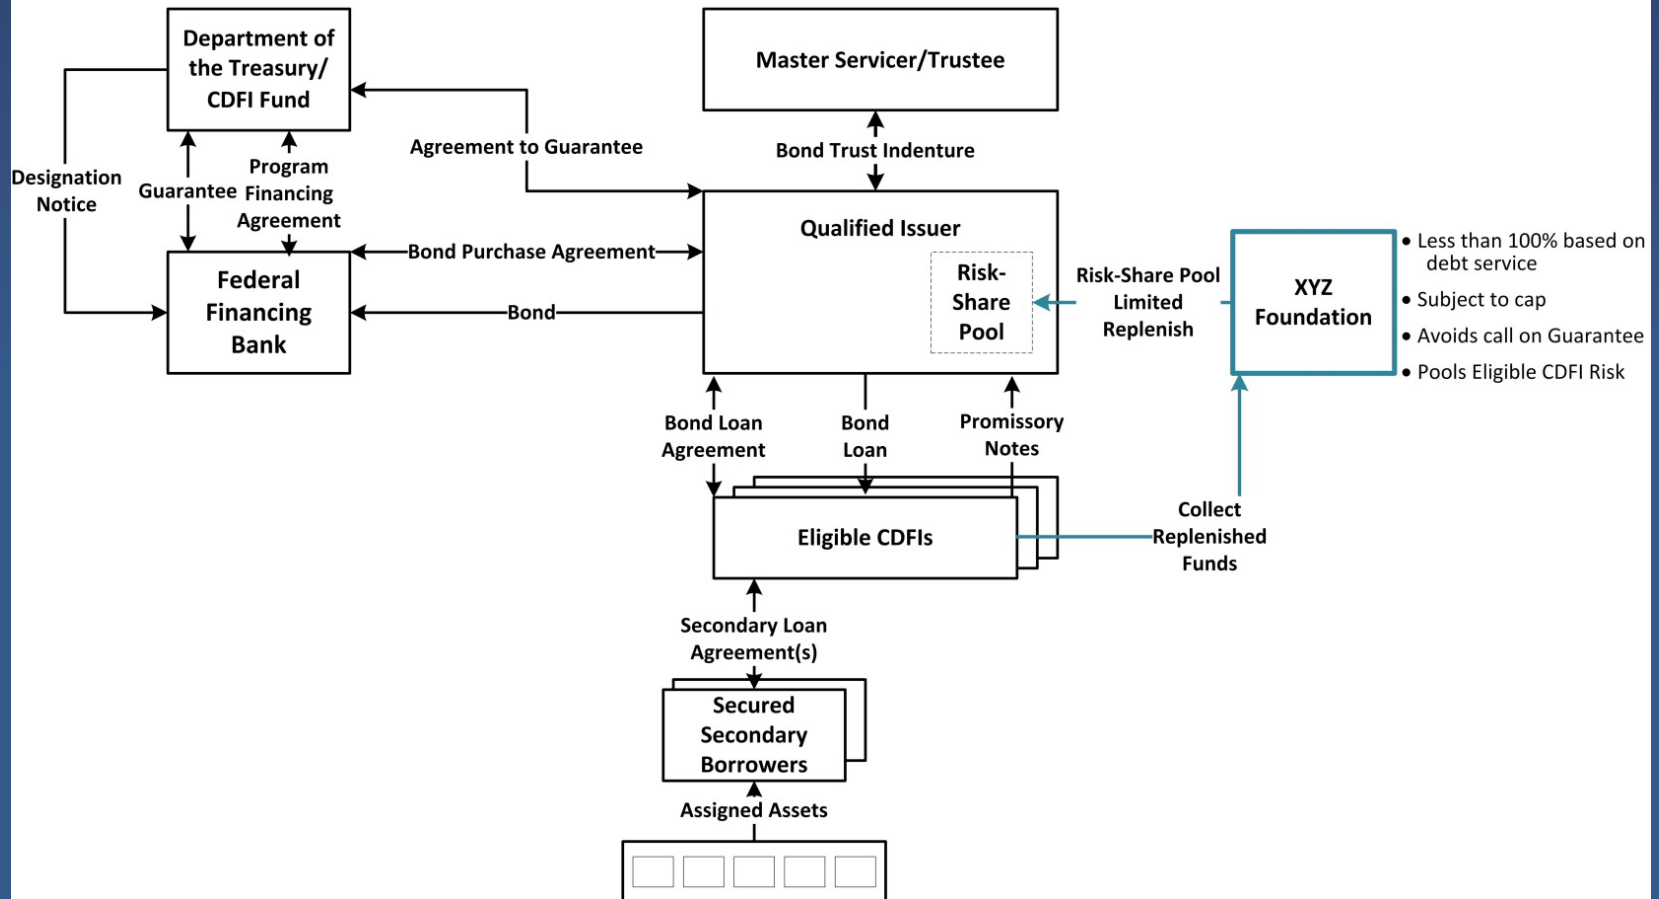 Department of
the Treasury/
CDFI Fund
Master Servicer/Trustee
Agreement to Guarantee
Bond Trust Indenture
Designation
Notice
Guarantee
Program
Financing
Agreement
Qualified Issuer
Bond Purchase Agreement
Federal
Financing
Bank
Bond
Risk-
Share
Pool
Risk-Share Pool
Limited
Replenish
XYZ
Foundation
• Less than 100% based on
debt service
• Subject to cap
• Avoids call on Guarantee
• Pools Eligible CDFI Risk
Bond Loan
Agreement
Bond
Loan
Promissory
Notes
Eligible CDFIs
Collect
Replenished
Funds
Secondary Loan
Agreement(s)
Secured
Secondary
Borrowers
Assigned Assets